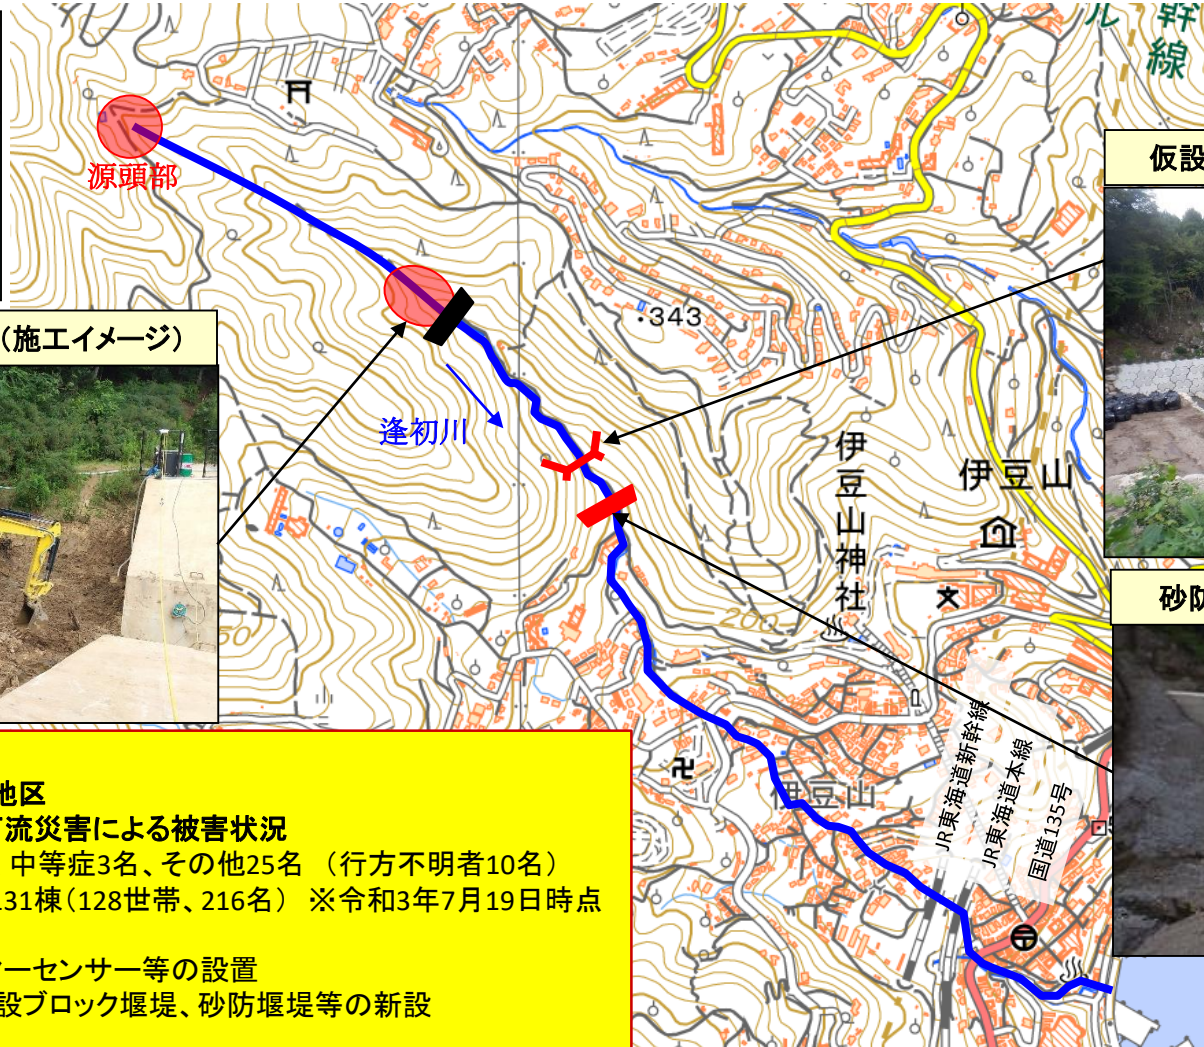 幹
線
ル
源頭部
仮設
(施工イメージ)
・343
逢初川
伊豆山神社
伊豆山
200
50
伊豆山
JR東海道新幹線
JR東海道本線
国道135号
砂防
地区
流災害による被害状況
中等症3名、その他25名 (行方不明者10名)
131棟(128世帯、216名) ※令和3年7月19日時点
ーセンサー等の設置
設ブロック堰堤、砂防堰堤等の新設